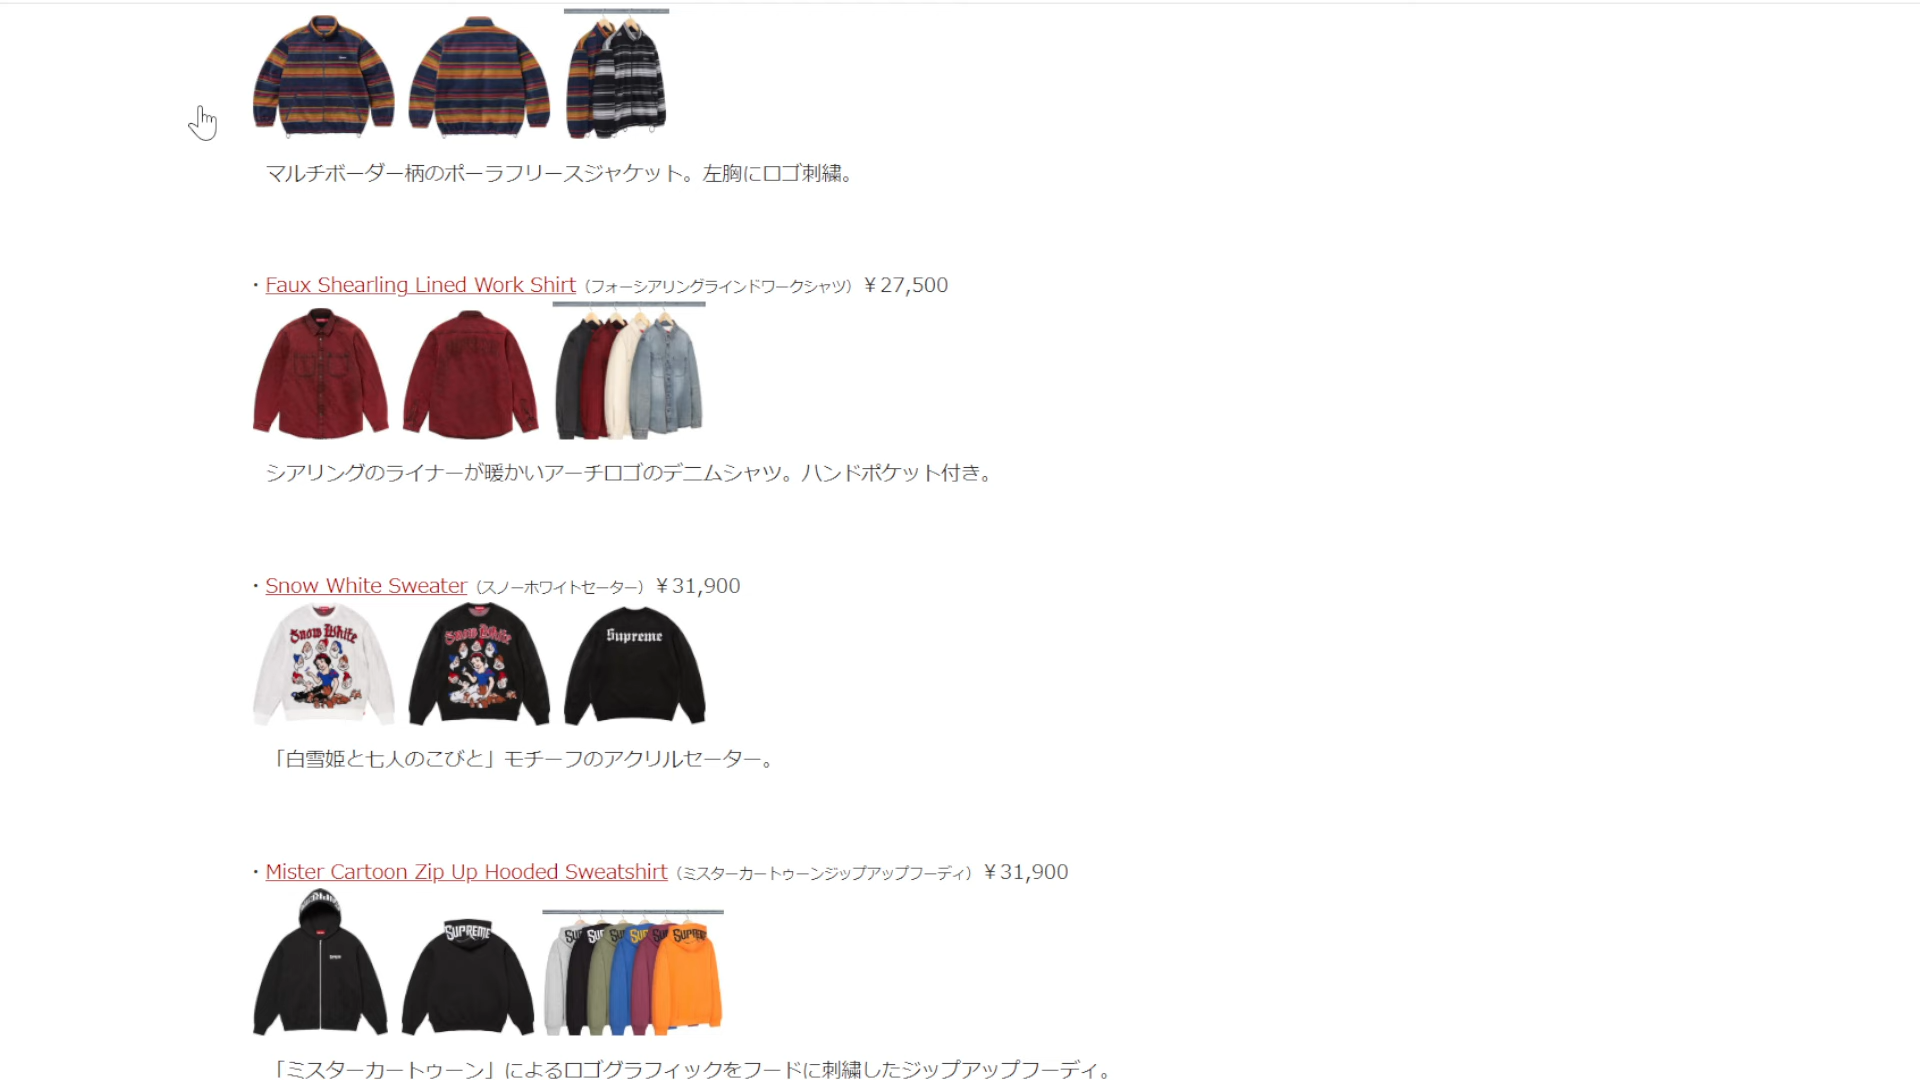 マルチボーダー柄のポーラフリースジャケット。左胸にロゴ刺繍。
・Faux Shearling Lined Work Shirt（フォーシアリングラインドワークシャツ）￥27,500
シアリングのライナーが暖かいアーチロゴのデニムシャツ。ハンドポケット付き。
・Snow White Sweater（スノーホワイトセーター）￥31,900
Snow White
Snow White
Supreme
「白雪姫と七人のこびと」モチーフのアクリルセーター。
・Mister Cartoon Zip Up Hooded Sweatshirt（ミスターカートゥーンジップアップフーディ）￥31,900
SUPREME
SUPREME
「ミスターカートゥーン」によるロゴグラフィックをフードに刺繍したジップアップフーディ。